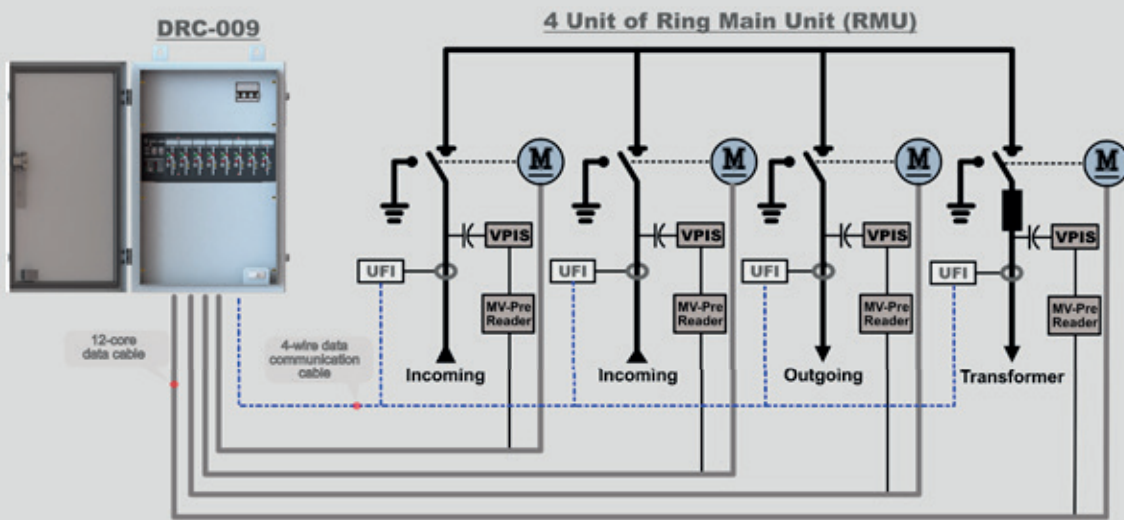 DRC-009
4 Unit of Ring Main Unit (RMU)
M
M
M
M
VPIS
VPIS
VPIS
VPIS
UFI
UFI
UFI
UFI
MV-Pre
Reader
MV-Pre
Reader
MV-Pre
Reader
MV-Pre
Reader
12-core
data cable
4-wire data
communication
cable
Incoming
Incoming
Outgoing
Transformer